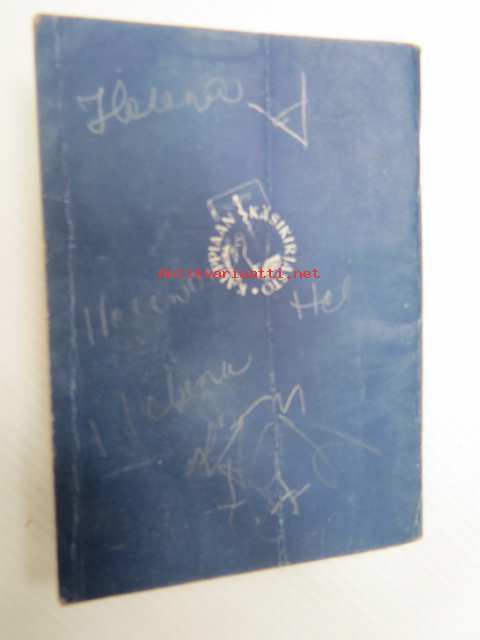 Helena A
KAUPPIAAN KÄSIKIRJASTO •
Antikvariaatti.net
Helena Hel
Helena